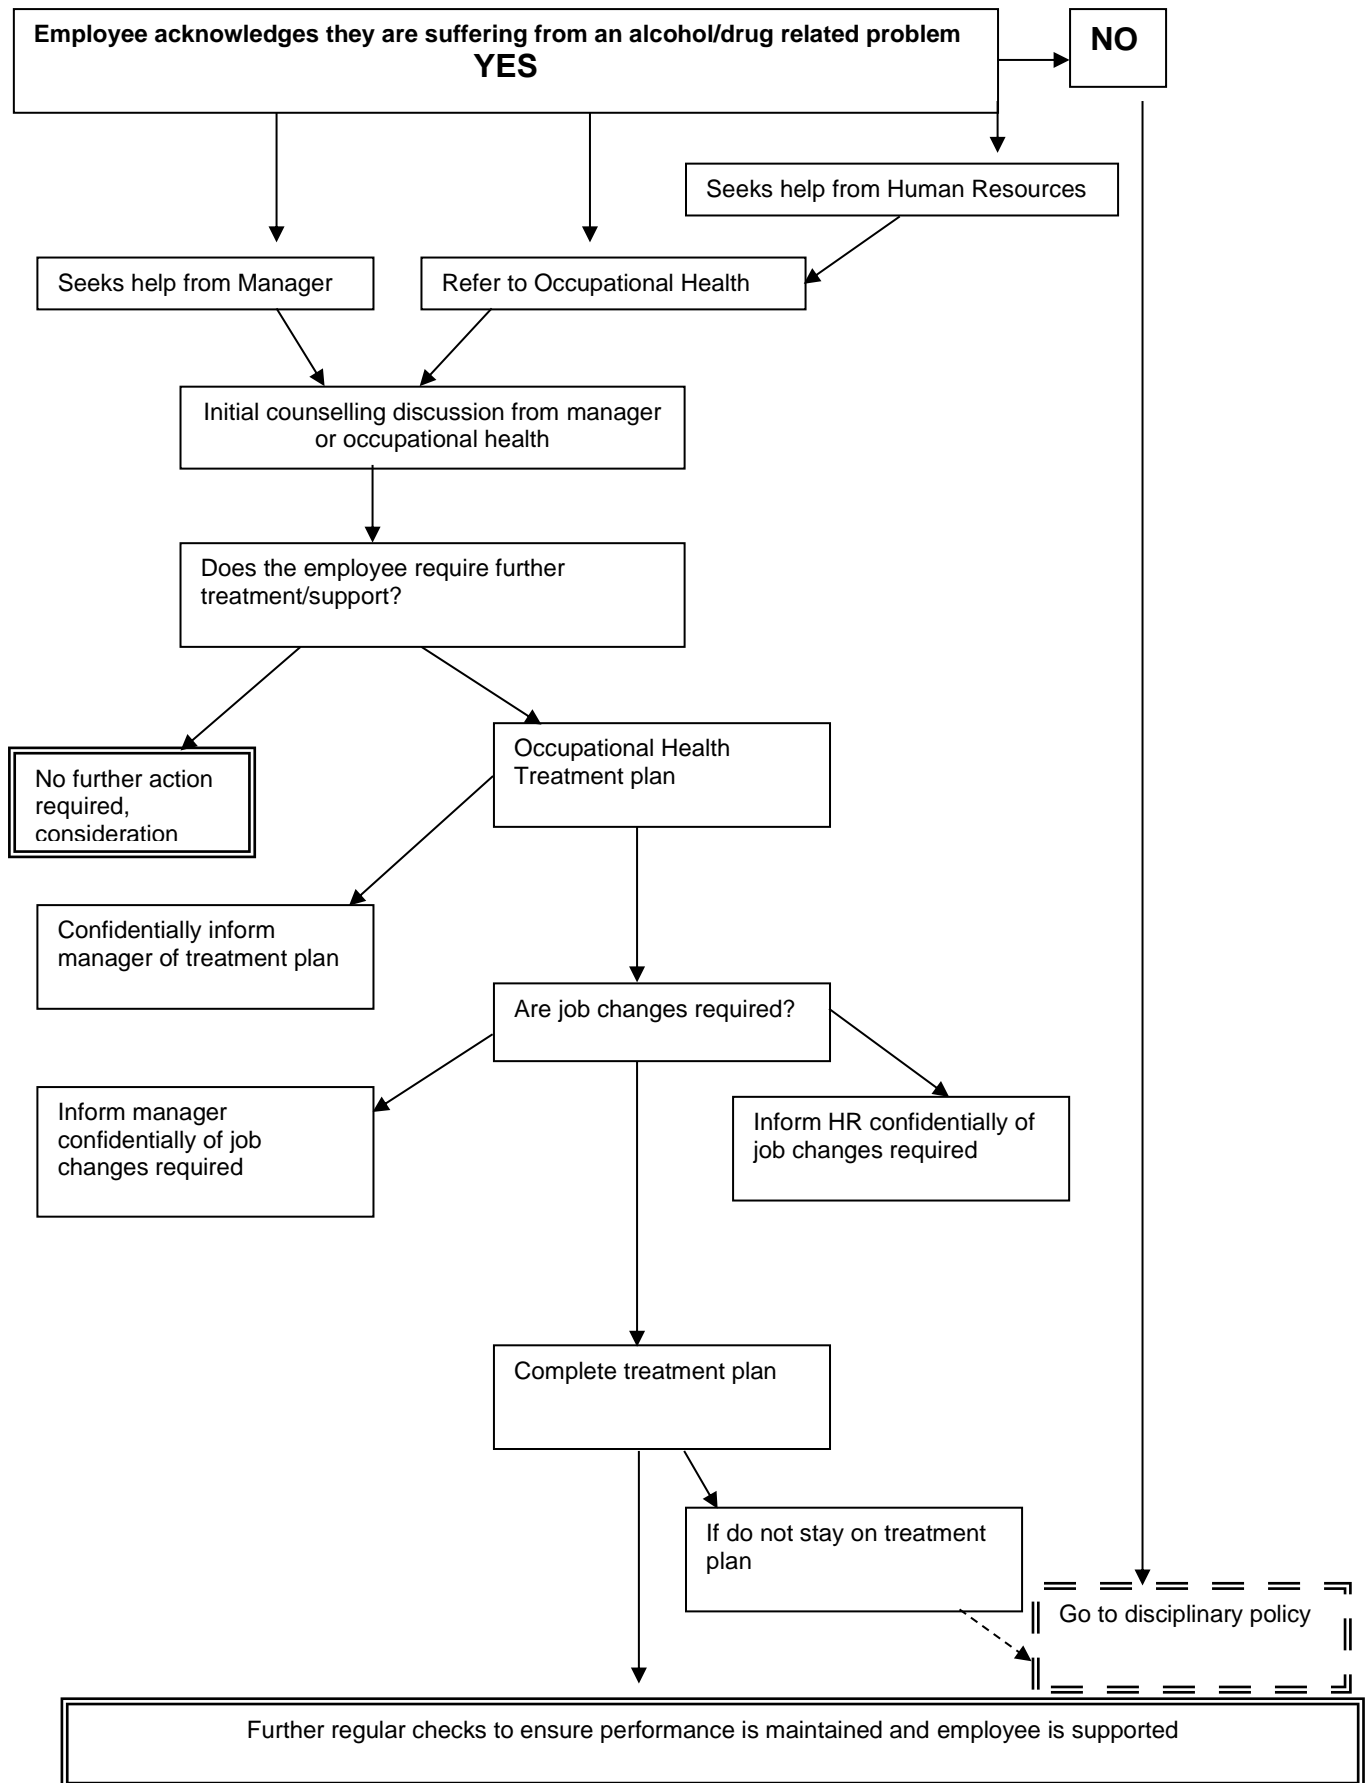 Employee acknowledges they are suffering from an alcohol/drug related problem
YES
NO
Seeks help from Human Resources
Seeks help from Manager
Refer to Occupational Health
Initial counselling discussion from manager
or occupational health
Does the employee require further
treatment/support?
Occupational Health
Treatment plan
No further action
required,
consideration
Confidentially inform
manager of treatment plan
Are job changes required?
Inform manager
confidentially of job
changes required
Inform HR confidentially of
job changes required
Complete treatment plan
If do not stay on treatment
plan
Go to disciplinary policy
Further regular checks to ensure performance is maintained and employee is supported